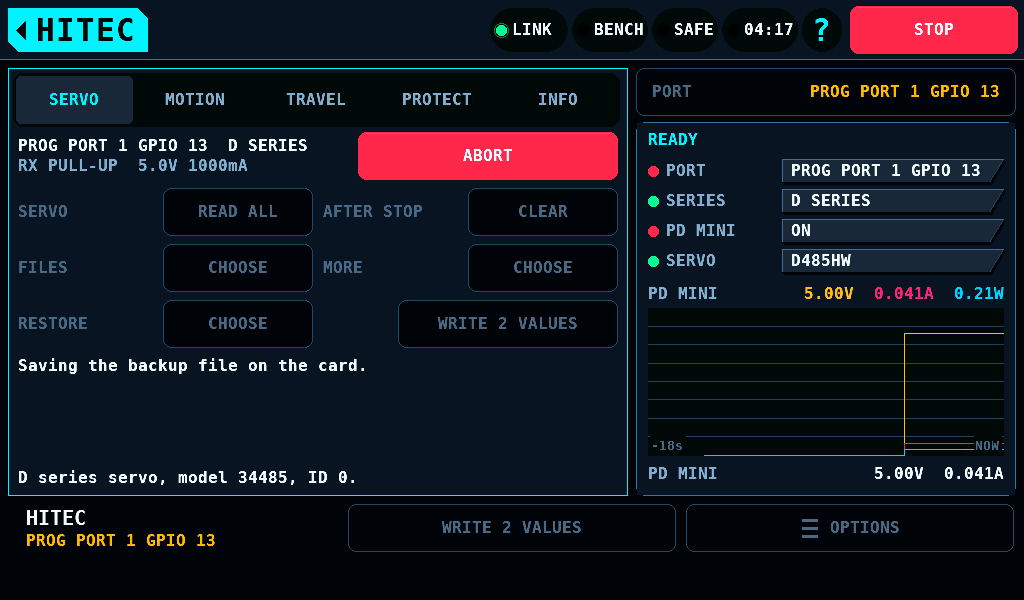 HITEC
LINK
BENCH
SAFE
04:17
?
STOP
SERVO MOTION TRAVEL PROTECT INFO
PROG PORT 1 GPIO 13  D SERIES
RX PULL-UP  5.0V 1000mA
ABORT
SERVO READ ALL AFTER STOP CLEAR
FILES CHOOSE MORE CHOOSE
RESTORE CHOOSE WRITE 2 VALUES
Saving the backup file on the card.
D series servo, model 34485, ID 0.
PORT PROG PORT 1 GPIO 13
READY
PORT PROG PORT 1 GPIO 13
SERIES D SERIES
PD MINI ON
SERVO D485HW
PD MINI 5.00V 0.041A 0.21W
-18s NOW
PD MINI 5.00V 0.041A
HITEC
PROG PORT 1 GPIO 13
WRITE 2 VALUES
OPTIONS